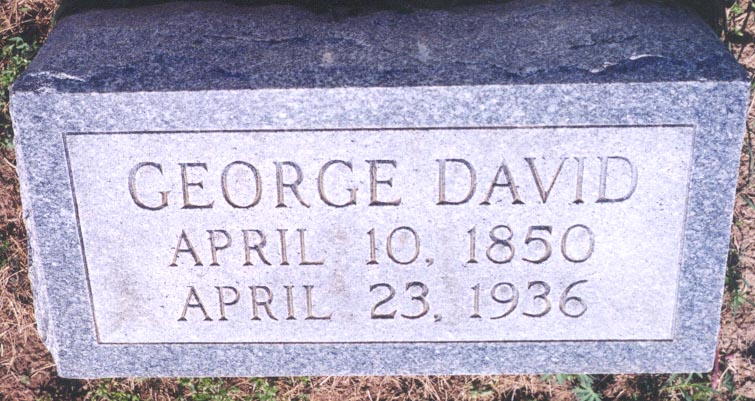 GEORGE DAVID
APRIL 10, 1850
APRIL 23, 1936